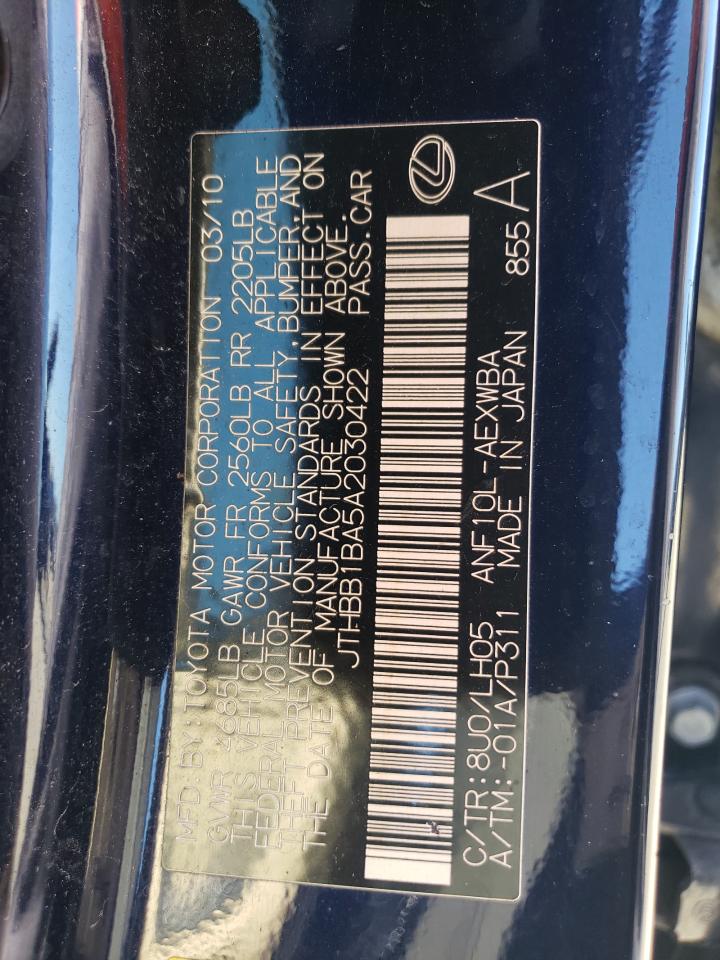 MFD.BY:TOYOTA MOTOR CORPORATION 03/10
GVWR 4685LB GAWR FR 2560LB RR 2205LB
THIS VEHICLE CONFORMS TO ALL APPLICABLE
FEDERAL MOTOR VEHICLE SAFETY,BUMPER,AND
THEFT PREVENTION STANDARDS IN EFFECT ON
THE DATE OF MANUFACTURE SHOWN ABOVE.
JTHBB1BA5A2030422 PASS.CAR
C/TR:8U0/LH05 ANF10L-AEXWBA
A/TM:-01A/P311 MADE IN JAPAN 855 A